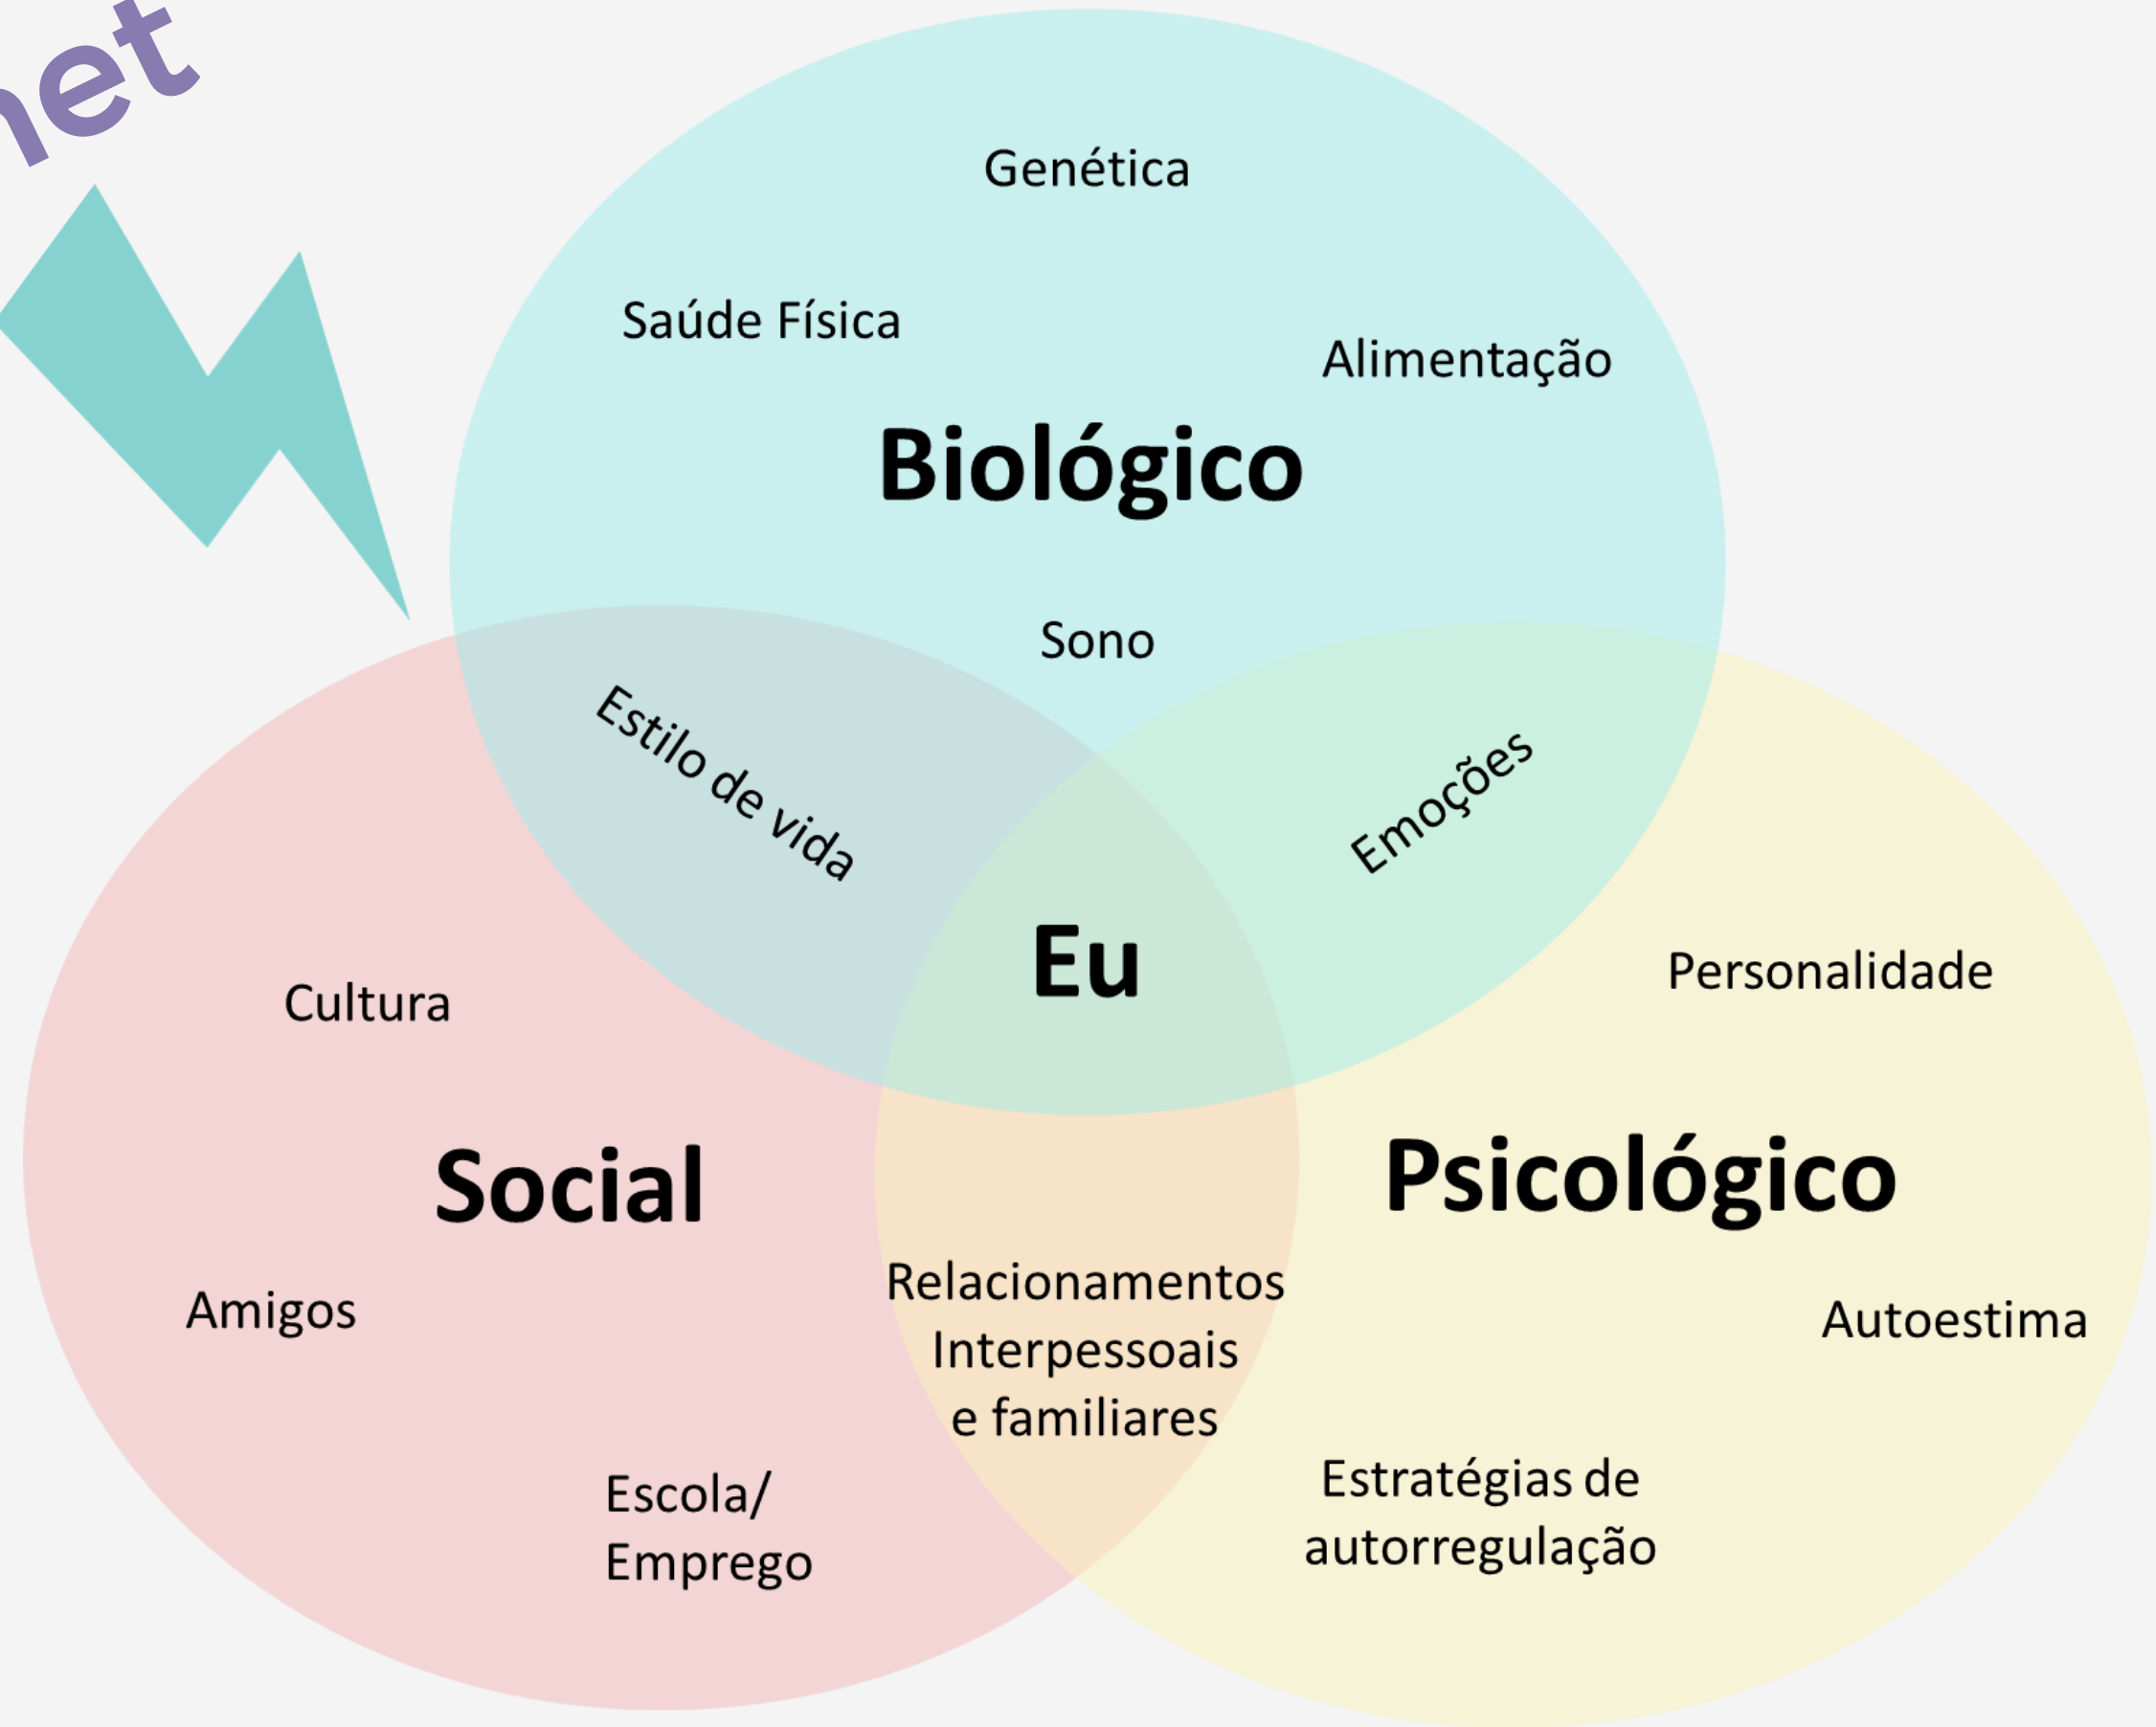 net
Genética
Saúde Física
Alimentação
Biológico
Sono
Estilo de vida
Emoções
Eu
Personalidade
Cultura
Social
Psicológico
Relacionamentos
Interpessoais
e familiares
Amigos
Autoestima
Escola/
Emprego
Estratégias de
autorregulação